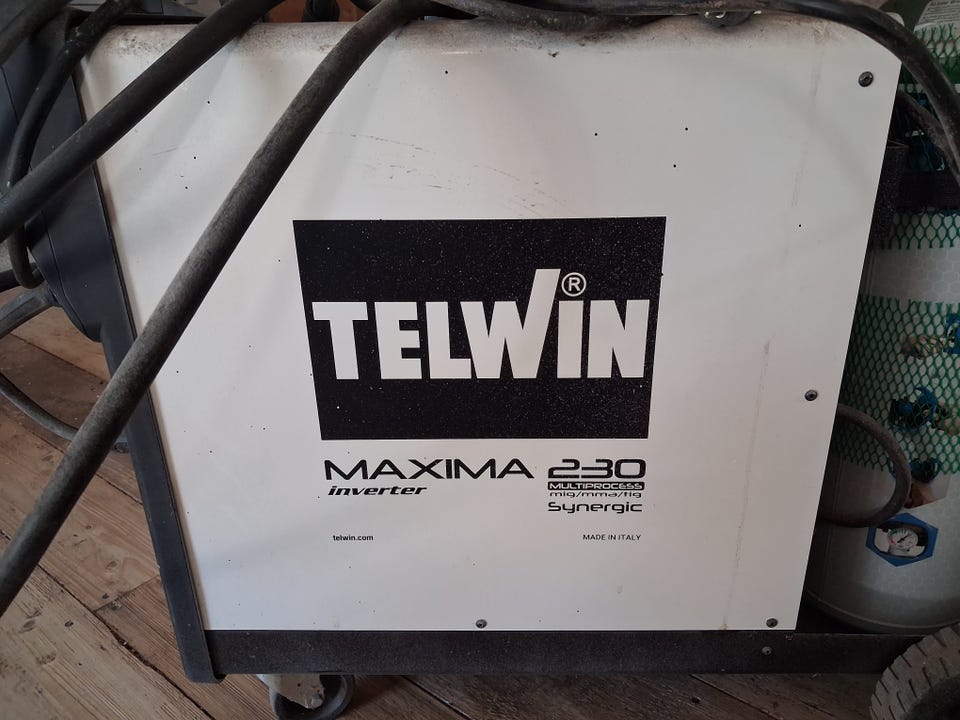 TELWIN®
MAXIMA 230
inverter
MULTIPROCESS
mig/mma/tig
Synergic
telwin.com
MADE IN ITALY